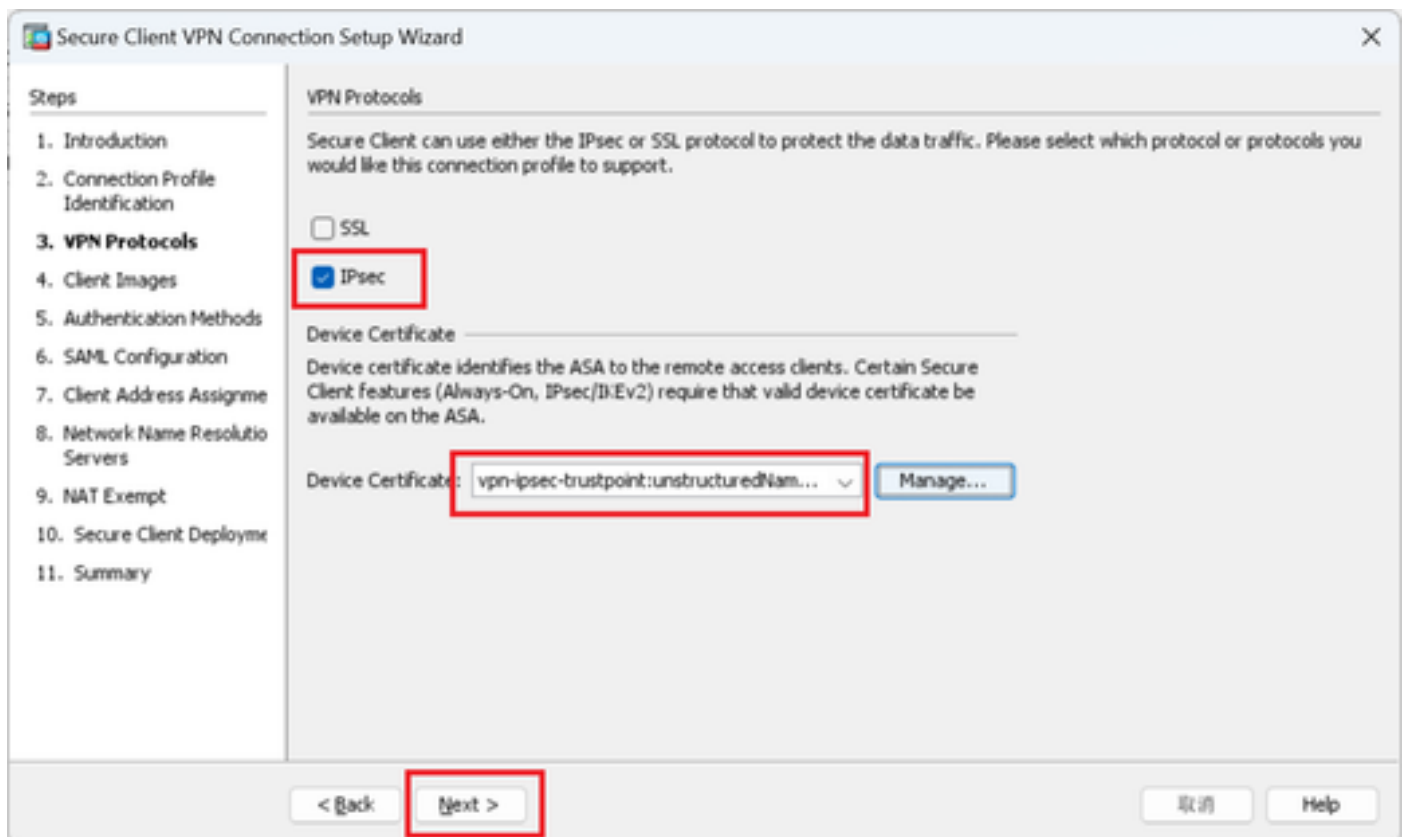 Secure Client VPN Connection Setup Wizard
Steps
1. Introduction
2. Connection Profile
Identification
3. VPN Protocols
4. Client Images
5. Authentication Methods
6. SAML Configuration
7. Client Address Assignme
8. Network Name Resolutio
Servers
9. NAT Exempt
10. Secure Client Deployme
11. Summary
VPN Protocols
Secure Client can use either the IPsec or SSL protocol to protect the data traffic. Please select which protocol or protocols you
would like this connection profile to support.
SSL
IPsec
Device Certificate
Device certificate identifies the ASA to the remote access clients. Certain Secure
Client features (Always-On, IPsec/IKEv2) require that valid device certificate be
available on the ASA.
Device Certificate: vpn-ipsec-trustpoint:unstructuredNam... Manage...
< Back Next > 取消 Help